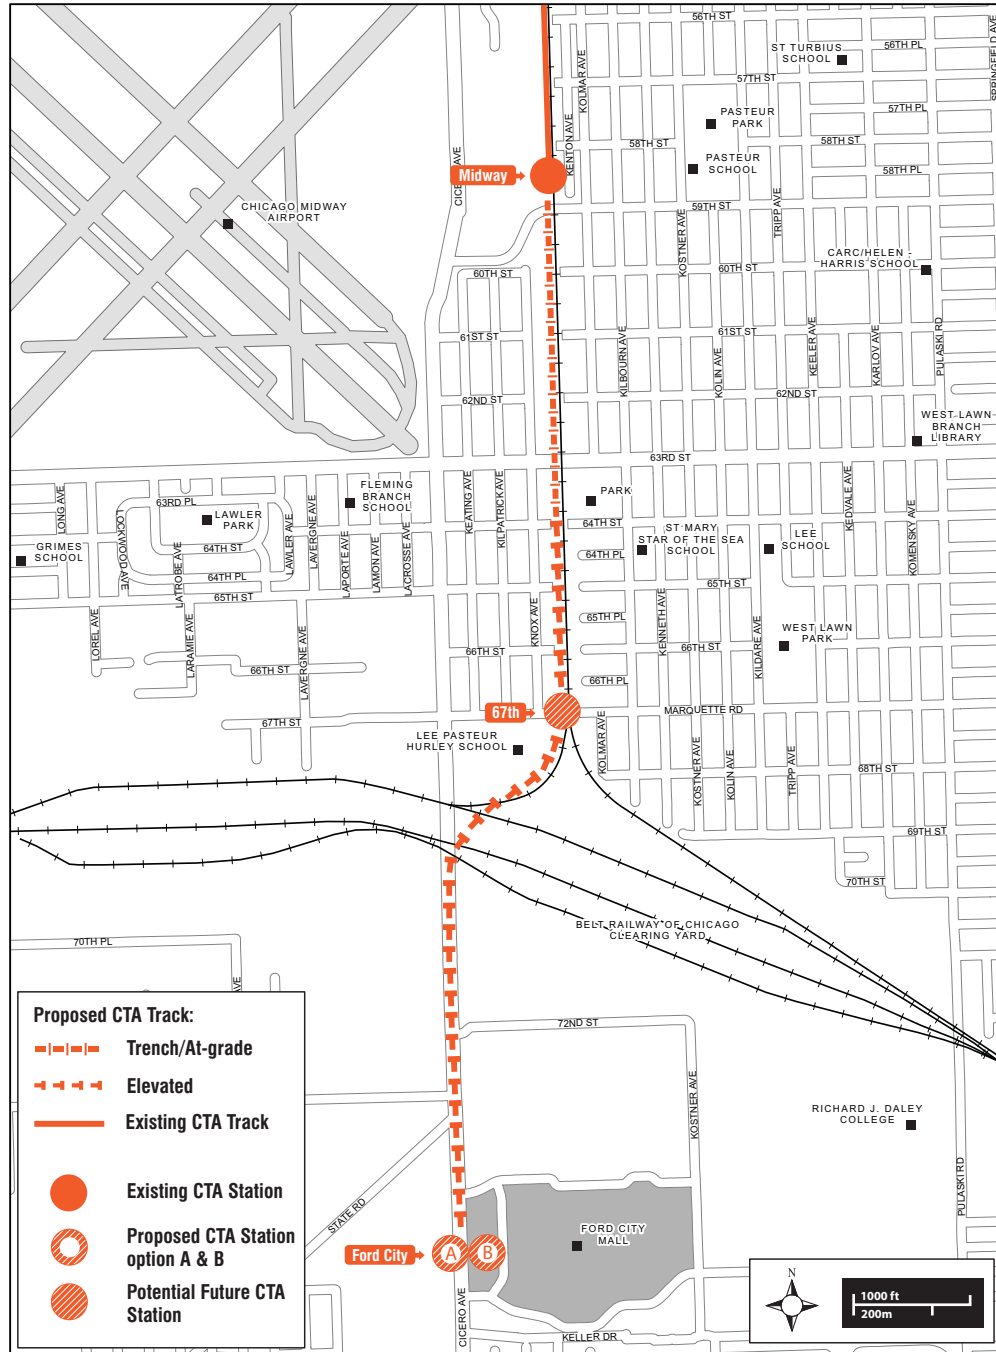 56TH ST
ST TURBIUS
SCHOOL
56TH PL
SPRINGFIELD AVE
KOLMAR AVE
57TH ST
57TH PL
PASTEUR
PARK
KENTON AVE
58TH ST
58TH ST
PASTEUR
SCHOOL
58TH PL
Midway
CICERO AVE
CHICAGO MIDWAY
AIRPORT
59TH ST
TRIPP AVE
KOSTNER AVE
CARC/HELEN -
HARRIS SCHOOL
60TH ST
60TH ST
61ST ST
61ST ST
KILBOURN AVE
KOLIN AVE
KEELER AVE
KARLOV AVE
PULASKI RD
62ND ST
62ND ST
WEST LAWN
BRANCH
LIBRARY
63RD ST
LONG AVE
LOCKWOOD AVE
63RD PL
LAWLER
PARK
FLEMING
BRANCH
SCHOOL
KEATING AVE
KILPATRICK AVE
PARK
KEDVALE AVE
KOMENSKY AVE
64TH ST
64TH ST
ST MARY
STAR OF THE SEA
SCHOOL
LEE
SCHOOL
GRIMES
SCHOOL
LATROBE AVE
LAWLER AVE
LAVERGNE AVE
LAPORTE AVE
LAMON AVE
LACROSSE AVE
64TH PL
64TH PL
65TH ST
65TH ST
LOREL AVE
LARAMIE AVE
LAVERGNE AVE
KNOX AVE
65TH PL
KENNETH AVE
KILDARE AVE
WEST LAWN
PARK
66TH ST
66TH ST
66TH ST
66TH PL
67th
MARQUETTE RD
67TH ST
LEE PASTEUR
HURLEY SCHOOL
KOLMAR AVE
KOSTNER AVE
KOLIN AVE
TRIPP AVE
68TH ST
69TH ST
70TH ST
BELT RAILWAY OF CHICAGO
CLEARING YARD
70TH PL
AVE
72ND ST
KOSTNER AVE
RICHARD J. DALEY
COLLEGE
PULASKI RD
STATE RD
FORD CITY
MALL
Ford City
A
B
CICERO AVE
KELLER DR
Proposed CTA Track:
Trench/At-grade
Elevated
Existing CTA Track
Existing CTA Station
Proposed CTA Station
option A & B
Potential Future CTA
Station
N
1000 ft
200m